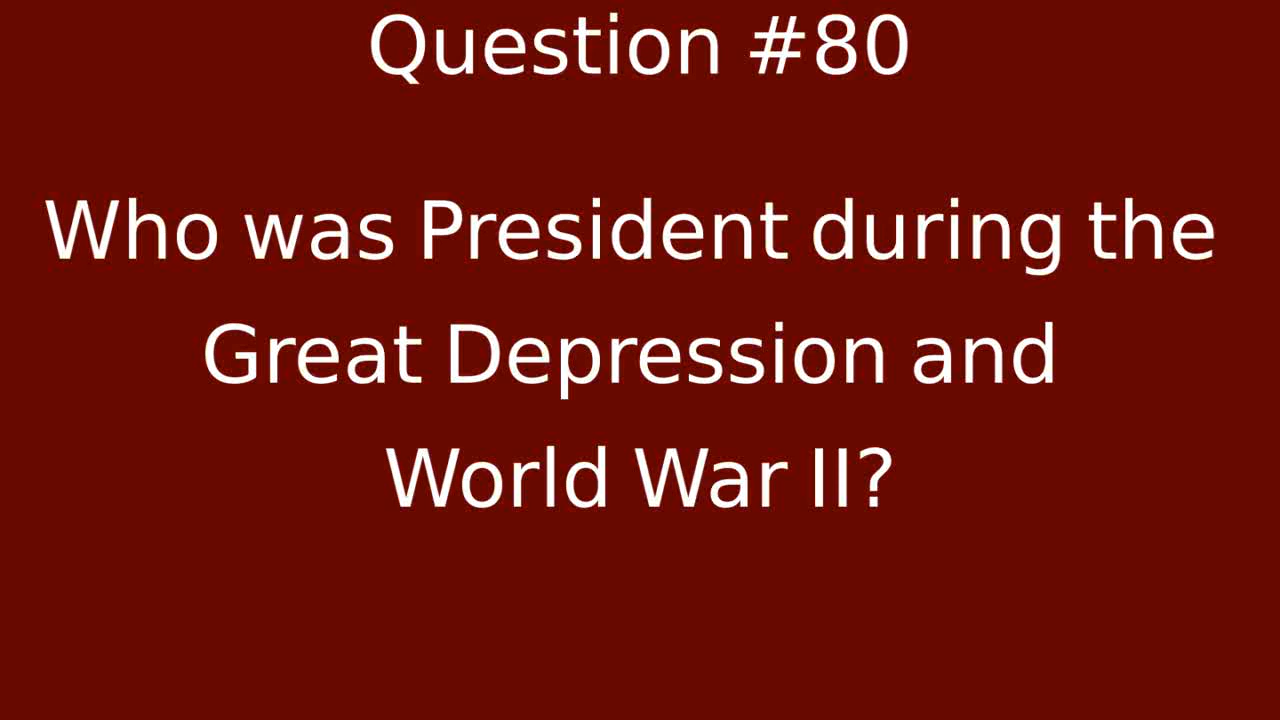 Question #80
Who was President during the
Great Depression and
World War II?